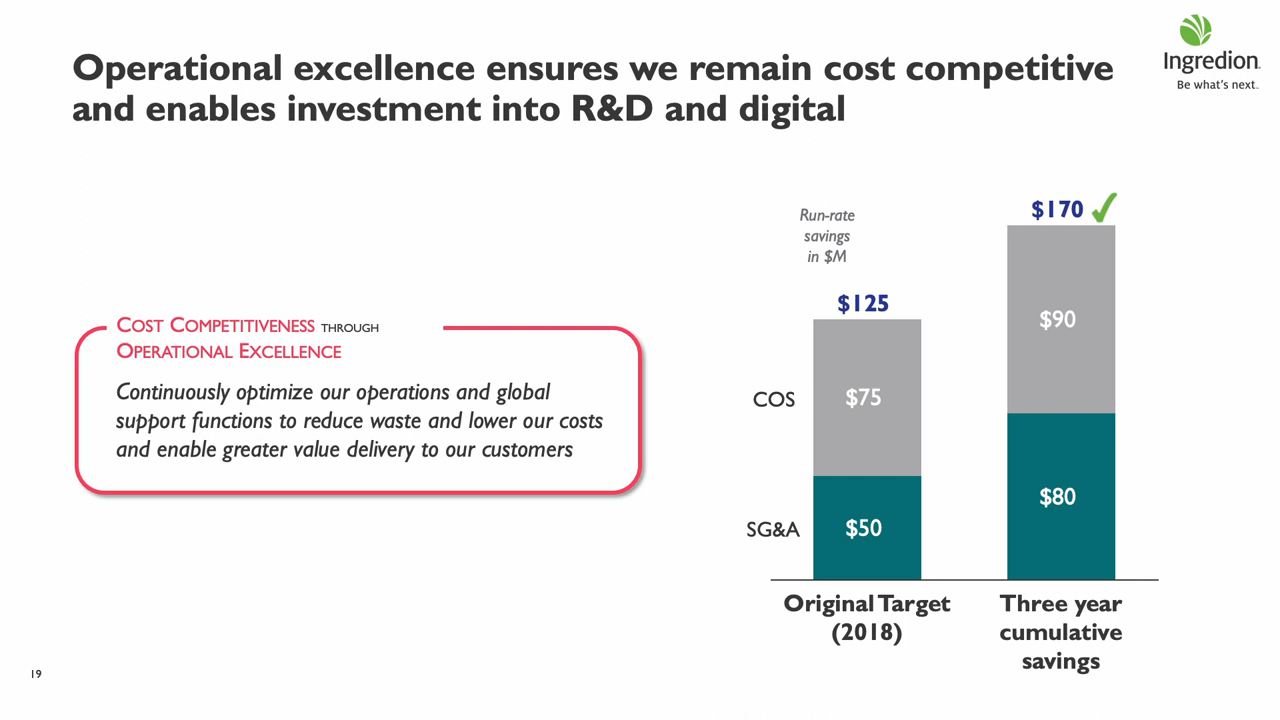 Operational excellence ensures we remain cost competitive
and enables investment into R&D and digital
Ingredion.
Be what's next.
COST COMPETITIVENESS THROUGH
OPERATIONAL EXCELLENCE
Continuously optimize our operations and global
support functions to reduce waste and lower our costs
and enable greater value delivery to our customers
Run-rate
savings
in $M
$125
$170
COS
$75
$90
SG&A
$50
$80
Original Target
(2018)
Three year
cumulative
savings
19